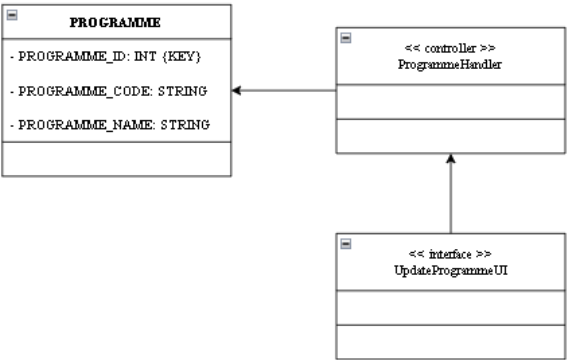 PROGRAMME
- PROGRAMME_ID: INT {KEY}
- PROGRAMME_CODE: STRING
- PROGRAMME_NAME: STRING
<< controller >>
ProgrammeHandler
<< interface >>
UpdateProgrammeUI